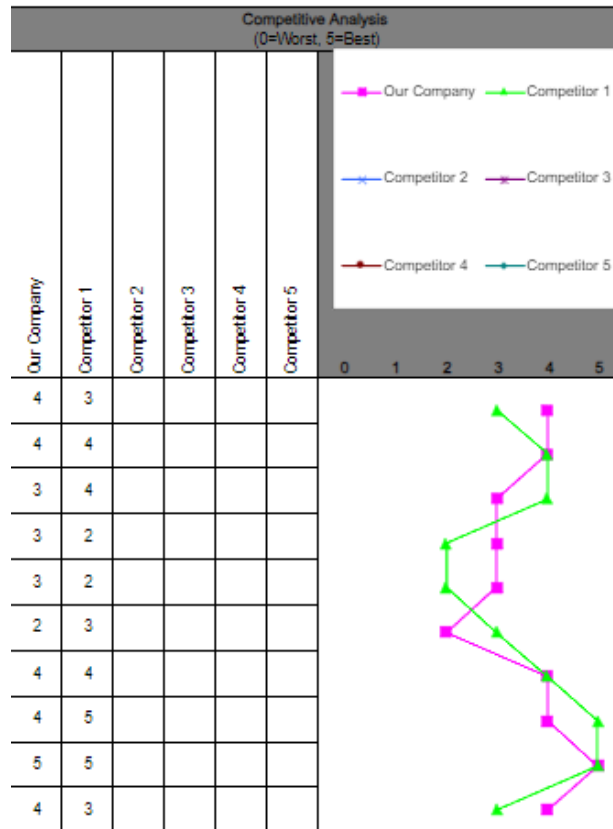 Competitive Analysis
(0=Worst, 5=Best)
Our Company Competitor 1
Competitor 2 Competitor 3
Competitor 4 Competitor 5
Our Company Competitor 1 Competitor 2 Competitor 3 Competitor 4 Competitor 5 0 1 2 3 4 5
4 3
4 4
3 4
3 2
3 2
2 3
4 4
4 5
5 5
4 3